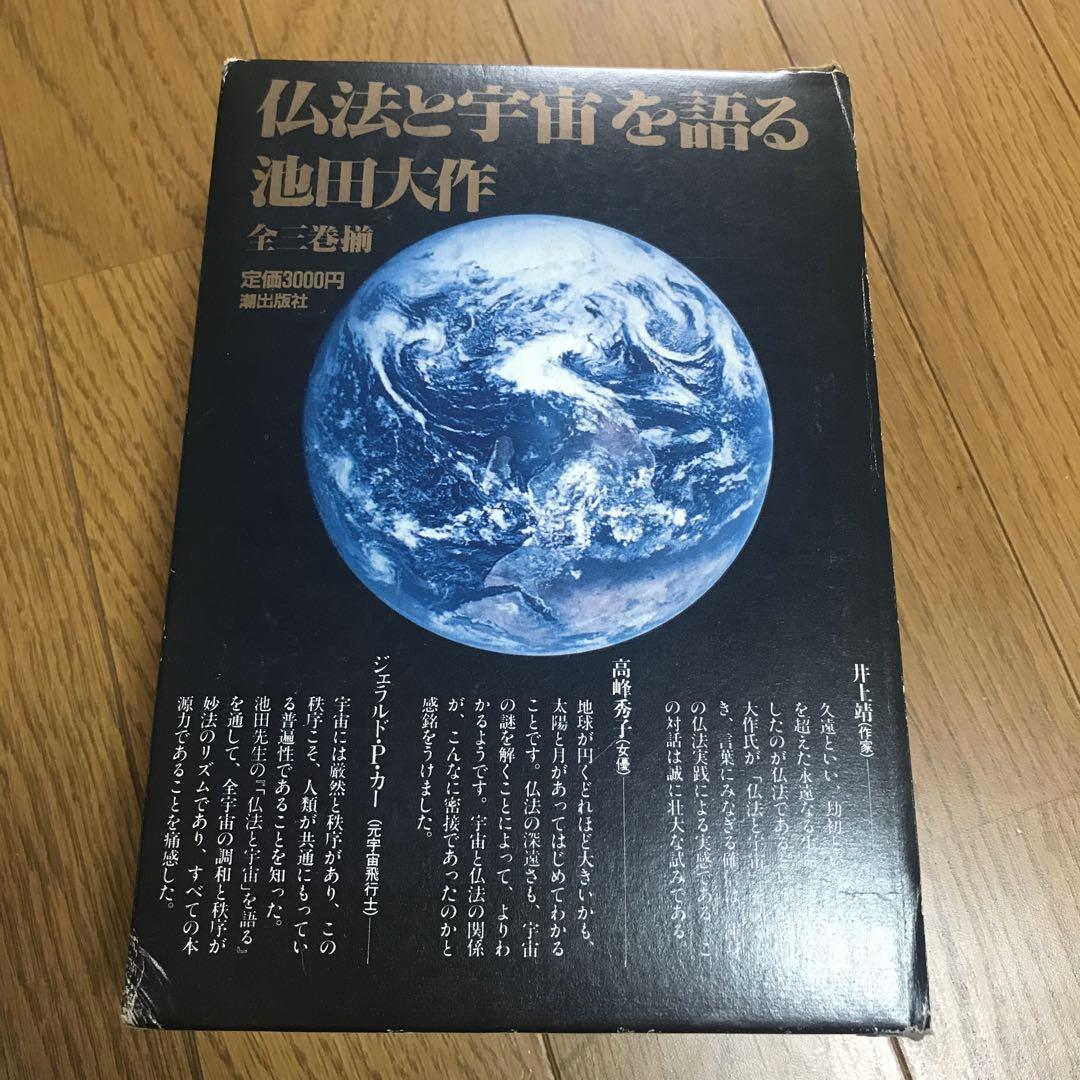 仏法と宇宙を語る
池田大作
全三巻揃
定価3000円
潮出版社
井上靖(作家)
久遠といい、劫初と
を超えた永遠なる生
したのが仏法である
大作氏が「仏法と宇宙」
き、言葉にみなぎる確
の仏法実践による実感である。こ
の対話は誠に壮大な試みである
高峰秀子(女優)
地球が円くどれほど大きいかも、
太陽と月があってはじめてわかる
ことです。仏法の深遠さも、宇宙
の謎を解くことによって、よりわ
かるようです。宇宙と仏法の関係
が、こんなに密接であったのかと
感銘をうけました。
ジェラルド・P・カー(元宇宙飛行士)
宇宙には厳然と秩序があり、この
秩序こそ、人類が共通にもってい
る普遍性であることを知った。
池田先生の『「仏法と宇宙」を語る』
を通して、全宇宙の調和と秩序が
妙法のリズムであり、すべての本
源力であることを痛感した。